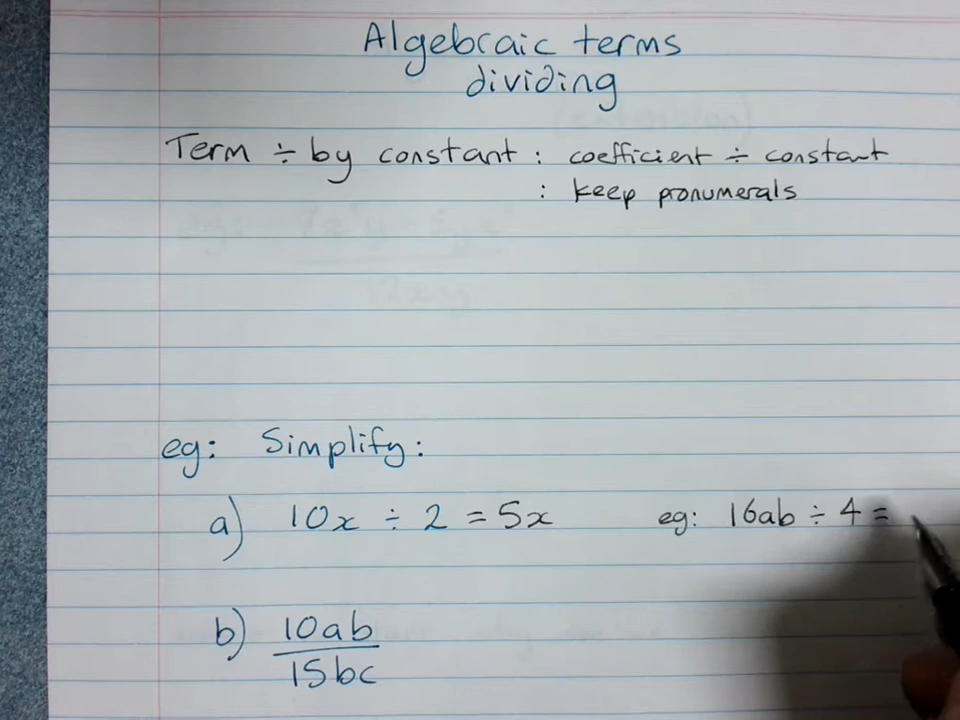 Algebraic terms
dividing
Term ÷ by constant : coefficient ÷ constant
: keep pronumerals
eg: Simplify:
a) 10x ÷ 2 = 5x eg: 16ab ÷ 4 =
b) 10ab
15bc